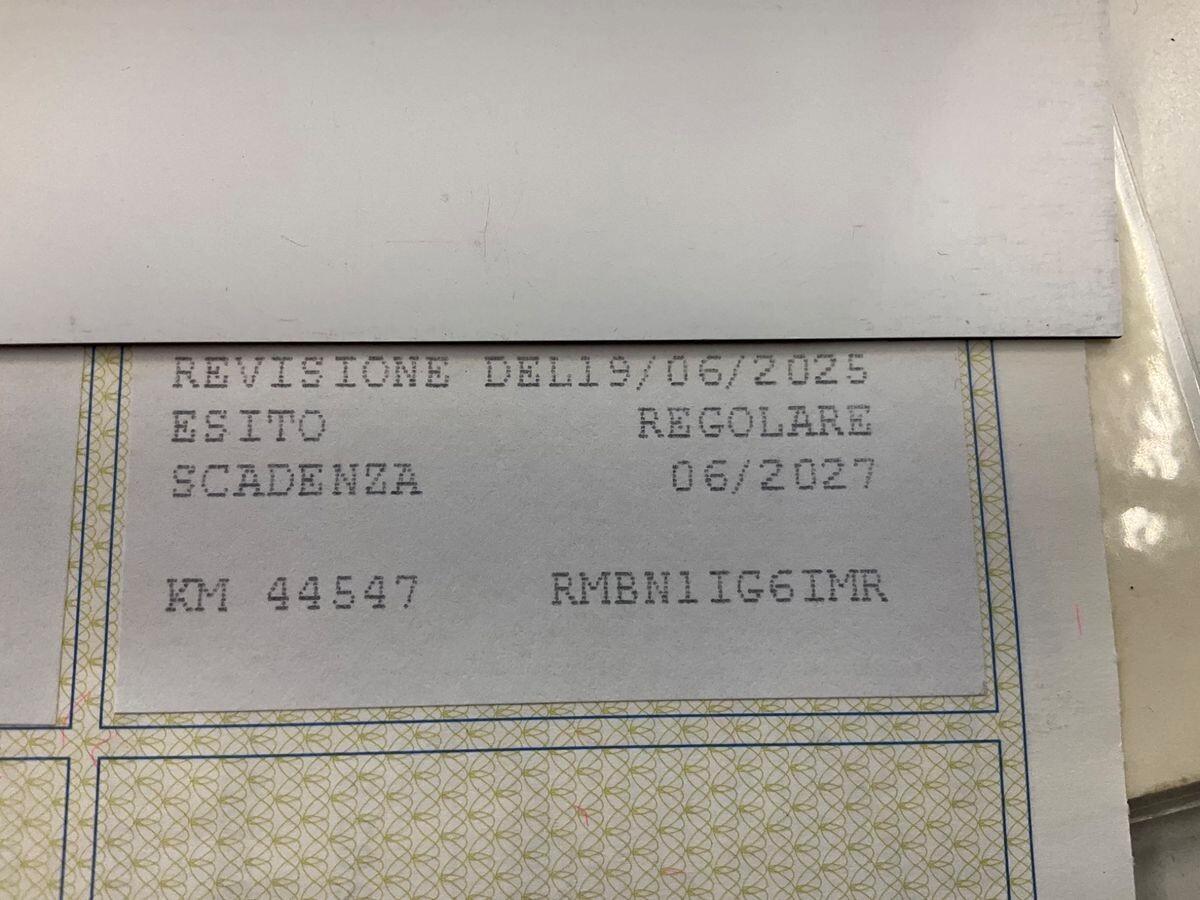 REVISIONE DEL19/06/2025
ESITO REGOLARE
SCADENZA 06/2027
KM 44547 RMBN1IG6IMR